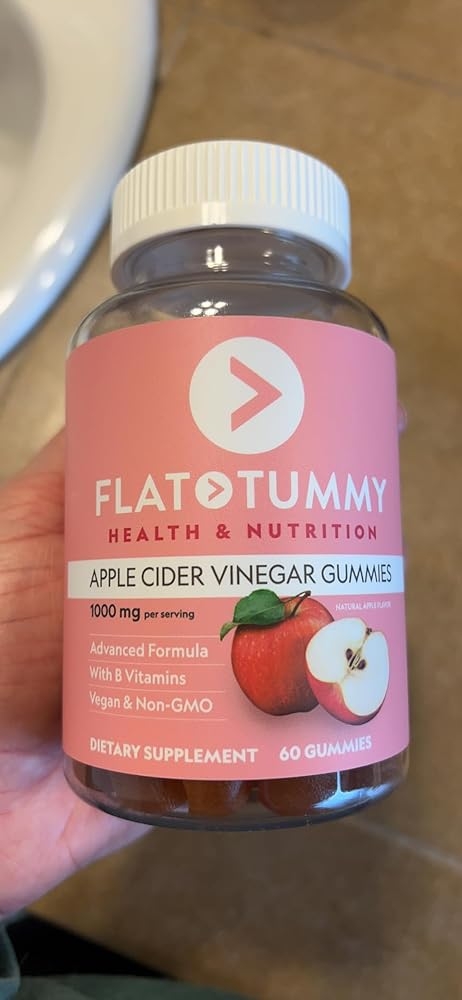 FLAT TUMMY
HEALTH & NUTRITION
APPLE CIDER VINEGAR GUMMIES
1000 mg per serving
NATURAL APPLE FLAVOR
Advanced Formula
With B Vitamins
Vegan & Non-GMO
DIETARY SUPPLEMENT 60 GUMMIES